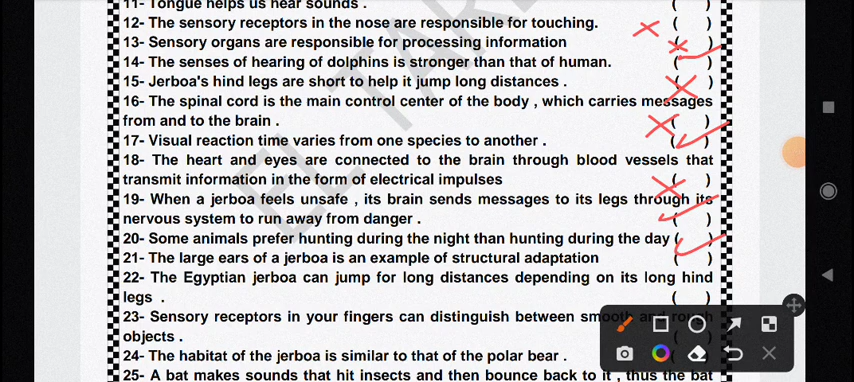 11- Tongue helps us hear sounds . ( )
12- The sensory receptors in the nose are responsible for touching.
13- Sensory organs are responsible for processing information ( )
14- The senses of hearing of dolphins is stronger than that of human. ( )
15- Jerboa's hind legs are short to help it jump long distances . ( )
16- The spinal cord is the main control center of the body , which carries messages
from and to the brain . ( )
17- Visual reaction time varies from one species to another . ( )
18- The heart and eyes are connected to the brain through blood vessels that
transmit information in the form of electrical impulses ( )
19- When a jerboa feels unsafe , its brain sends messages to its legs through its
nervous system to run away from danger . ( )
20- Some animals prefer hunting during the night than hunting during the day ( )
21- The large ears of a jerboa is an example of structural adaptation ( )
22- The Egyptian jerboa can jump for long distances depending on its long hind
legs . ( )
23- Sensory receptors in your fingers can distinguish between smooth and rough
objects . ( )
24- The habitat of the jerboa is similar to that of the polar bear . (
25- A bat makes sounds that hit insects and then bounce back to it , thus the bat